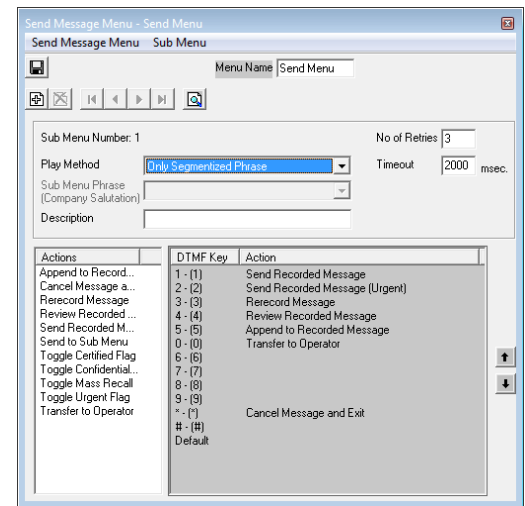 Send Message Menu - Send Menu
Send Message Menu Sub Menu
Menu Name Send Menu
Sub Menu Number: 1
No of Retries 3
Play Method Only Segmentized Phrase
Timeout 2000 msec.
Sub Menu Phrase
(Company Salutation)
Description
Actions
Append to Record...
Cancel Message a...
Rerecord Message
Review Recorded ...
Send Recorded M...
Send to Sub Menu
Toggle Certified Flag
Toggle Confidential...
Toggle Mass Recall
Toggle Urgent Flag
Transfer to Operator
DTMF Key Action
1 - (1) Send Recorded Message
2 - (2) Send Recorded Message (Urgent)
3 - (3) Rerecord Message
4 - (4) Review Recorded Message
5 - (5) Append to Recorded Message
0 - (0) Transfer to Operator
6 - (6)
7 - (7)
8 - (8)
9 - (9)
* - (*) Cancel Message and Exit
# - (#)
Default